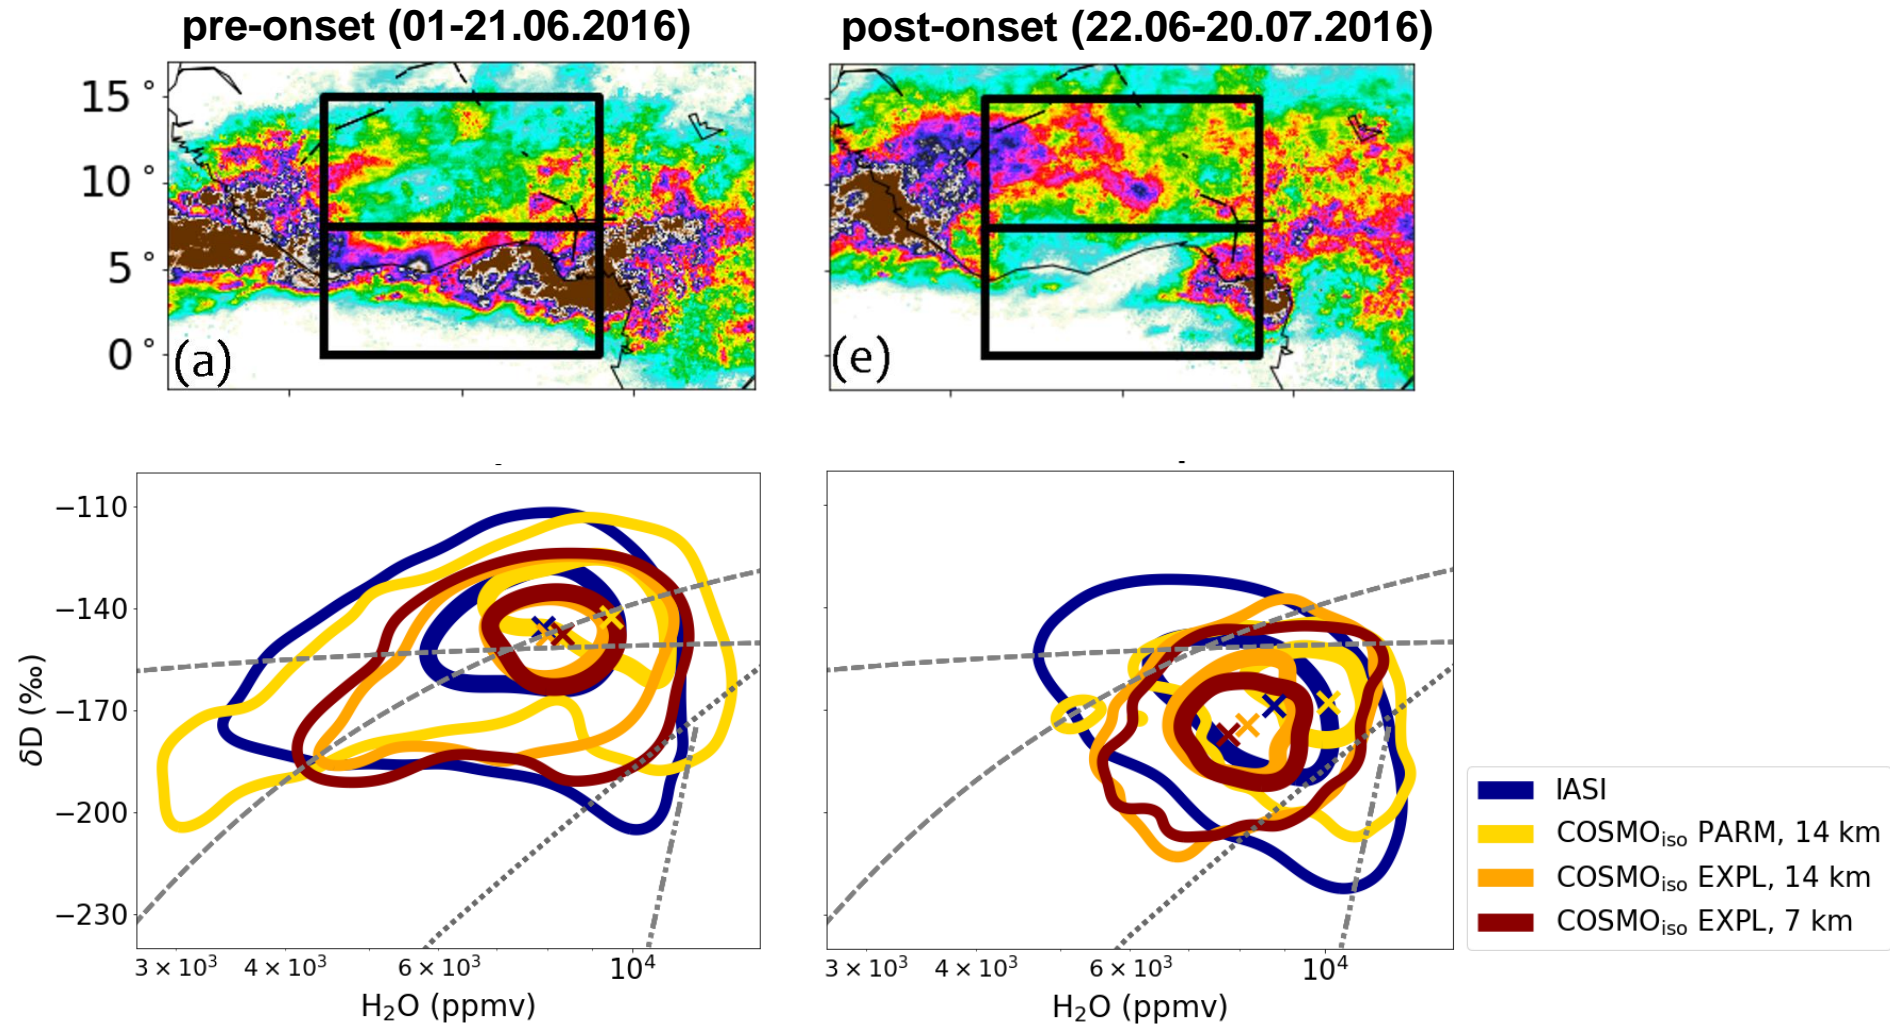 pre-onset (01-21.06.2016)
post-onset (22.06-20.07.2016)
15°
10°
5°
0°
(a)
(e)
−110
−140
−170
−200
−230
δD (‰)
3 × 10³
4 × 10³
6 × 10³
10⁴
H₂O (ppmv)
3 × 10³
4 × 10³
6 × 10³
10⁴
H₂O (ppmv)
IASI
COSMOiso PARM, 14 km
COSMOiso EXPL, 14 km
COSMOiso EXPL, 7 km